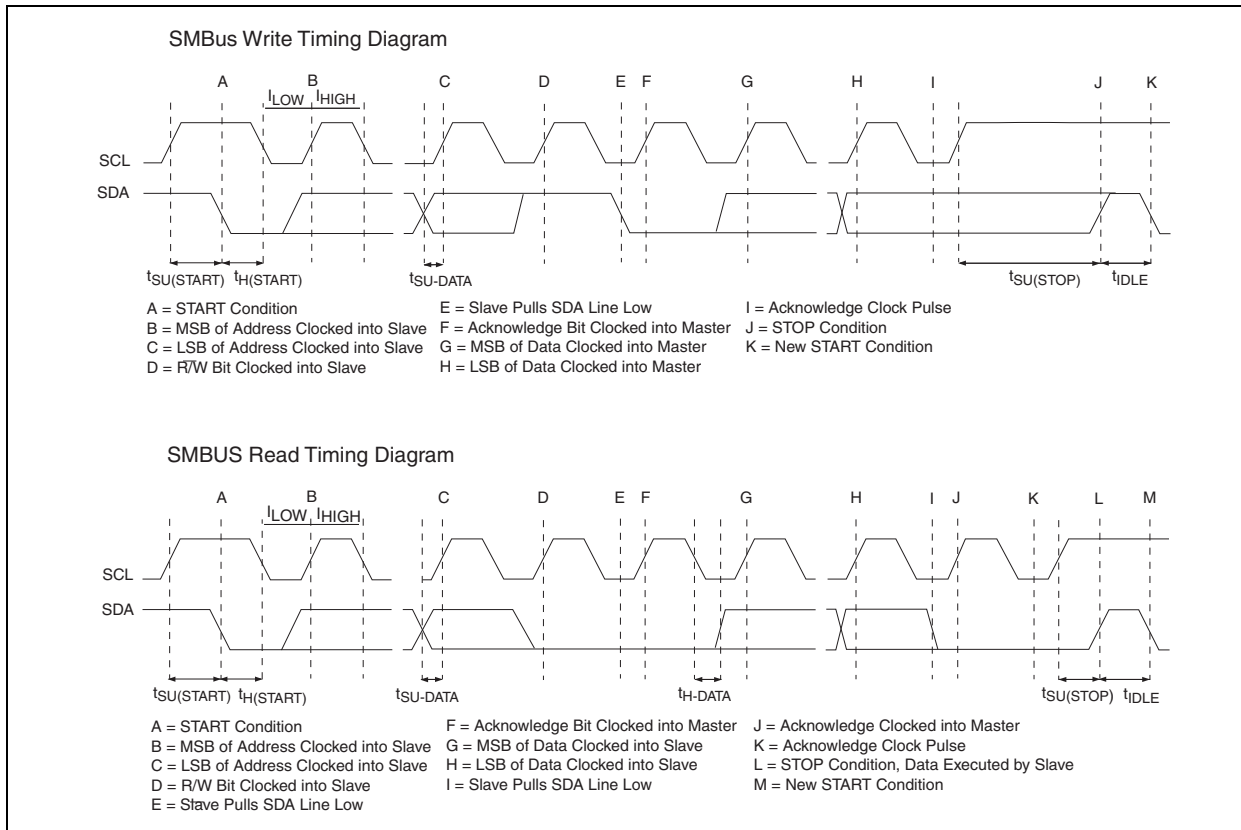 SMBus Write Timing Diagram
A B C D E F G H I J K
ILOW IHIGH
SCL
SDA
tSU(START) tH(START) tSU-DATA tSU(STOP) tIDLE
A = START Condition
B = MSB of Address Clocked into Slave
C = LSB of Address Clocked into Slave
D = R/W Bit Clocked into Slave
E = Slave Pulls SDA Line Low
F = Acknowledge Bit Clocked into Master
G = MSB of Data Clocked into Master
H = LSB of Data Clocked into Master
I = Acknowledge Clock Pulse
J = STOP Condition
K = New START Condition
SMBUS Read Timing Diagram
A B C D E F G H I J K L M
ILOW IHIGH
SCL
SDA
tSU(START) tH(START) tSU-DATA tH-DATA tSU(STOP) tIDLE
A = START Condition
B = MSB of Address Clocked into Slave
C = LSB of Address Clocked into Slave
D = R/W Bit Clocked into Slave
E = Slave Pulls SDA Line Low
F = Acknowledge Bit Clocked into Master
G = MSB of Data Clocked into Slave
H = LSB of Data Clocked into Slave
I = Slave Pulls SDA Line Low
J = Acknowledge Clocked into Master
K = Acknowledge Clock Pulse
L = STOP Condition, Data Executed by Slave
M = New START Condition